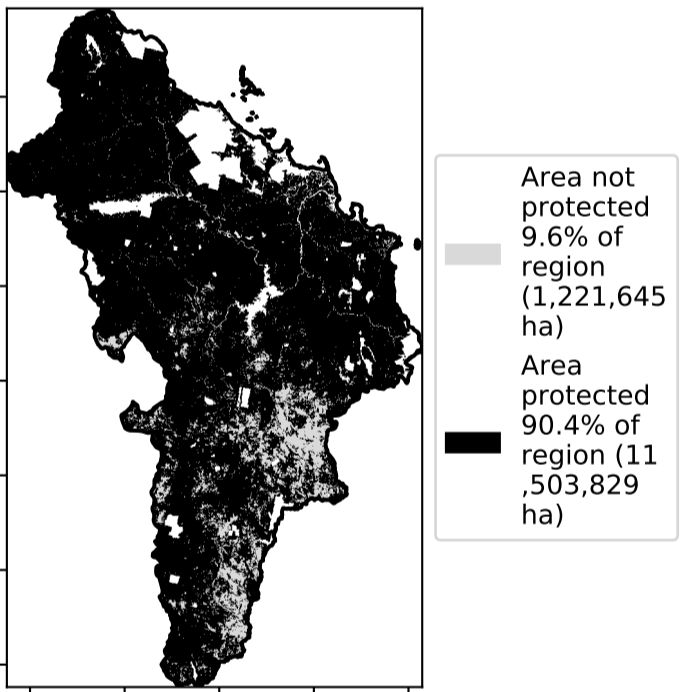 Area not
protected
9.6% of
region
(1,221,645
ha)
Area
protected
90.4% of
region (11
,503,829
ha)